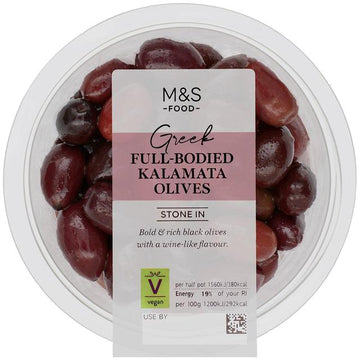 M&S
-FOOD-
Greek
FULL-BODIED
KALAMATA
OLIVES
STONE IN
Bold & rich black olives
with a wine-like flavour.
V
vegan
per half pot 1560kJ/180kcal
Energy 19% of your RI
per 100g 1200kJ/292kcal
USE BY